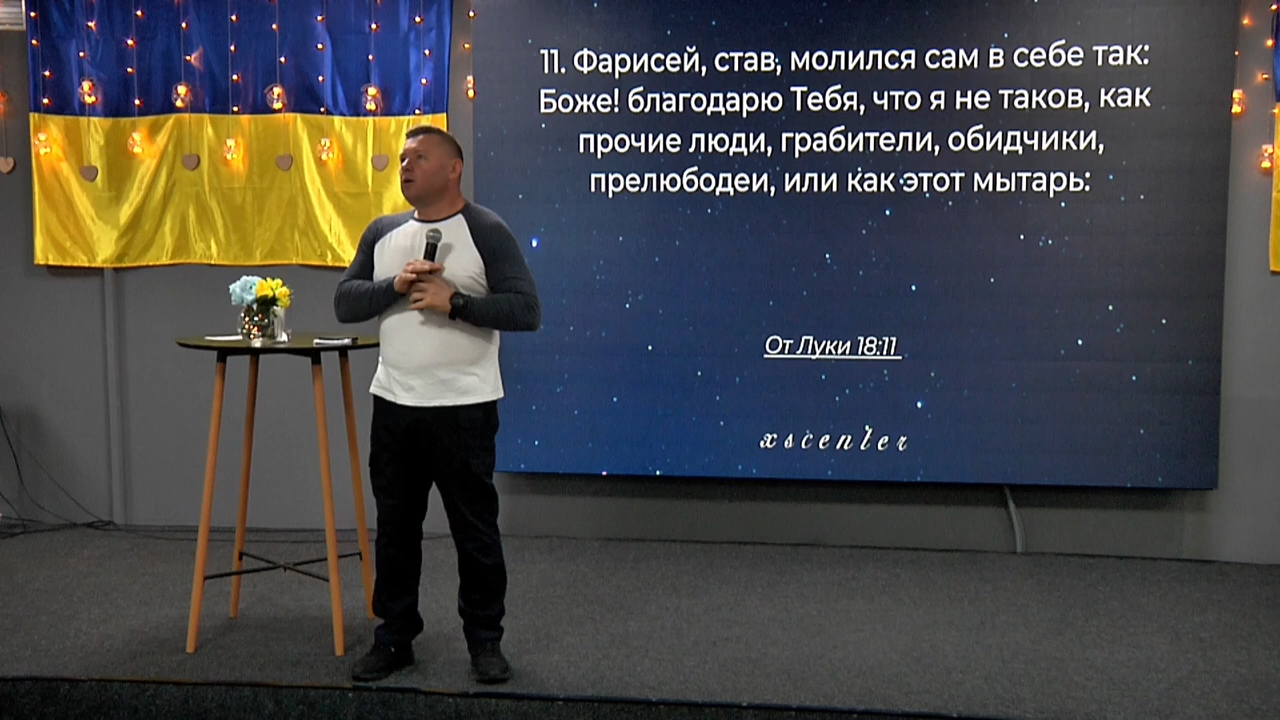 11. Фарисей, став, молился сам в себе так:
Боже! благодарю Тебя, что я не таков, как
прочие люди, грабители, обидчики,
прелюбодеи, или как этот мытарь:
От Луки 18:11
xscenter